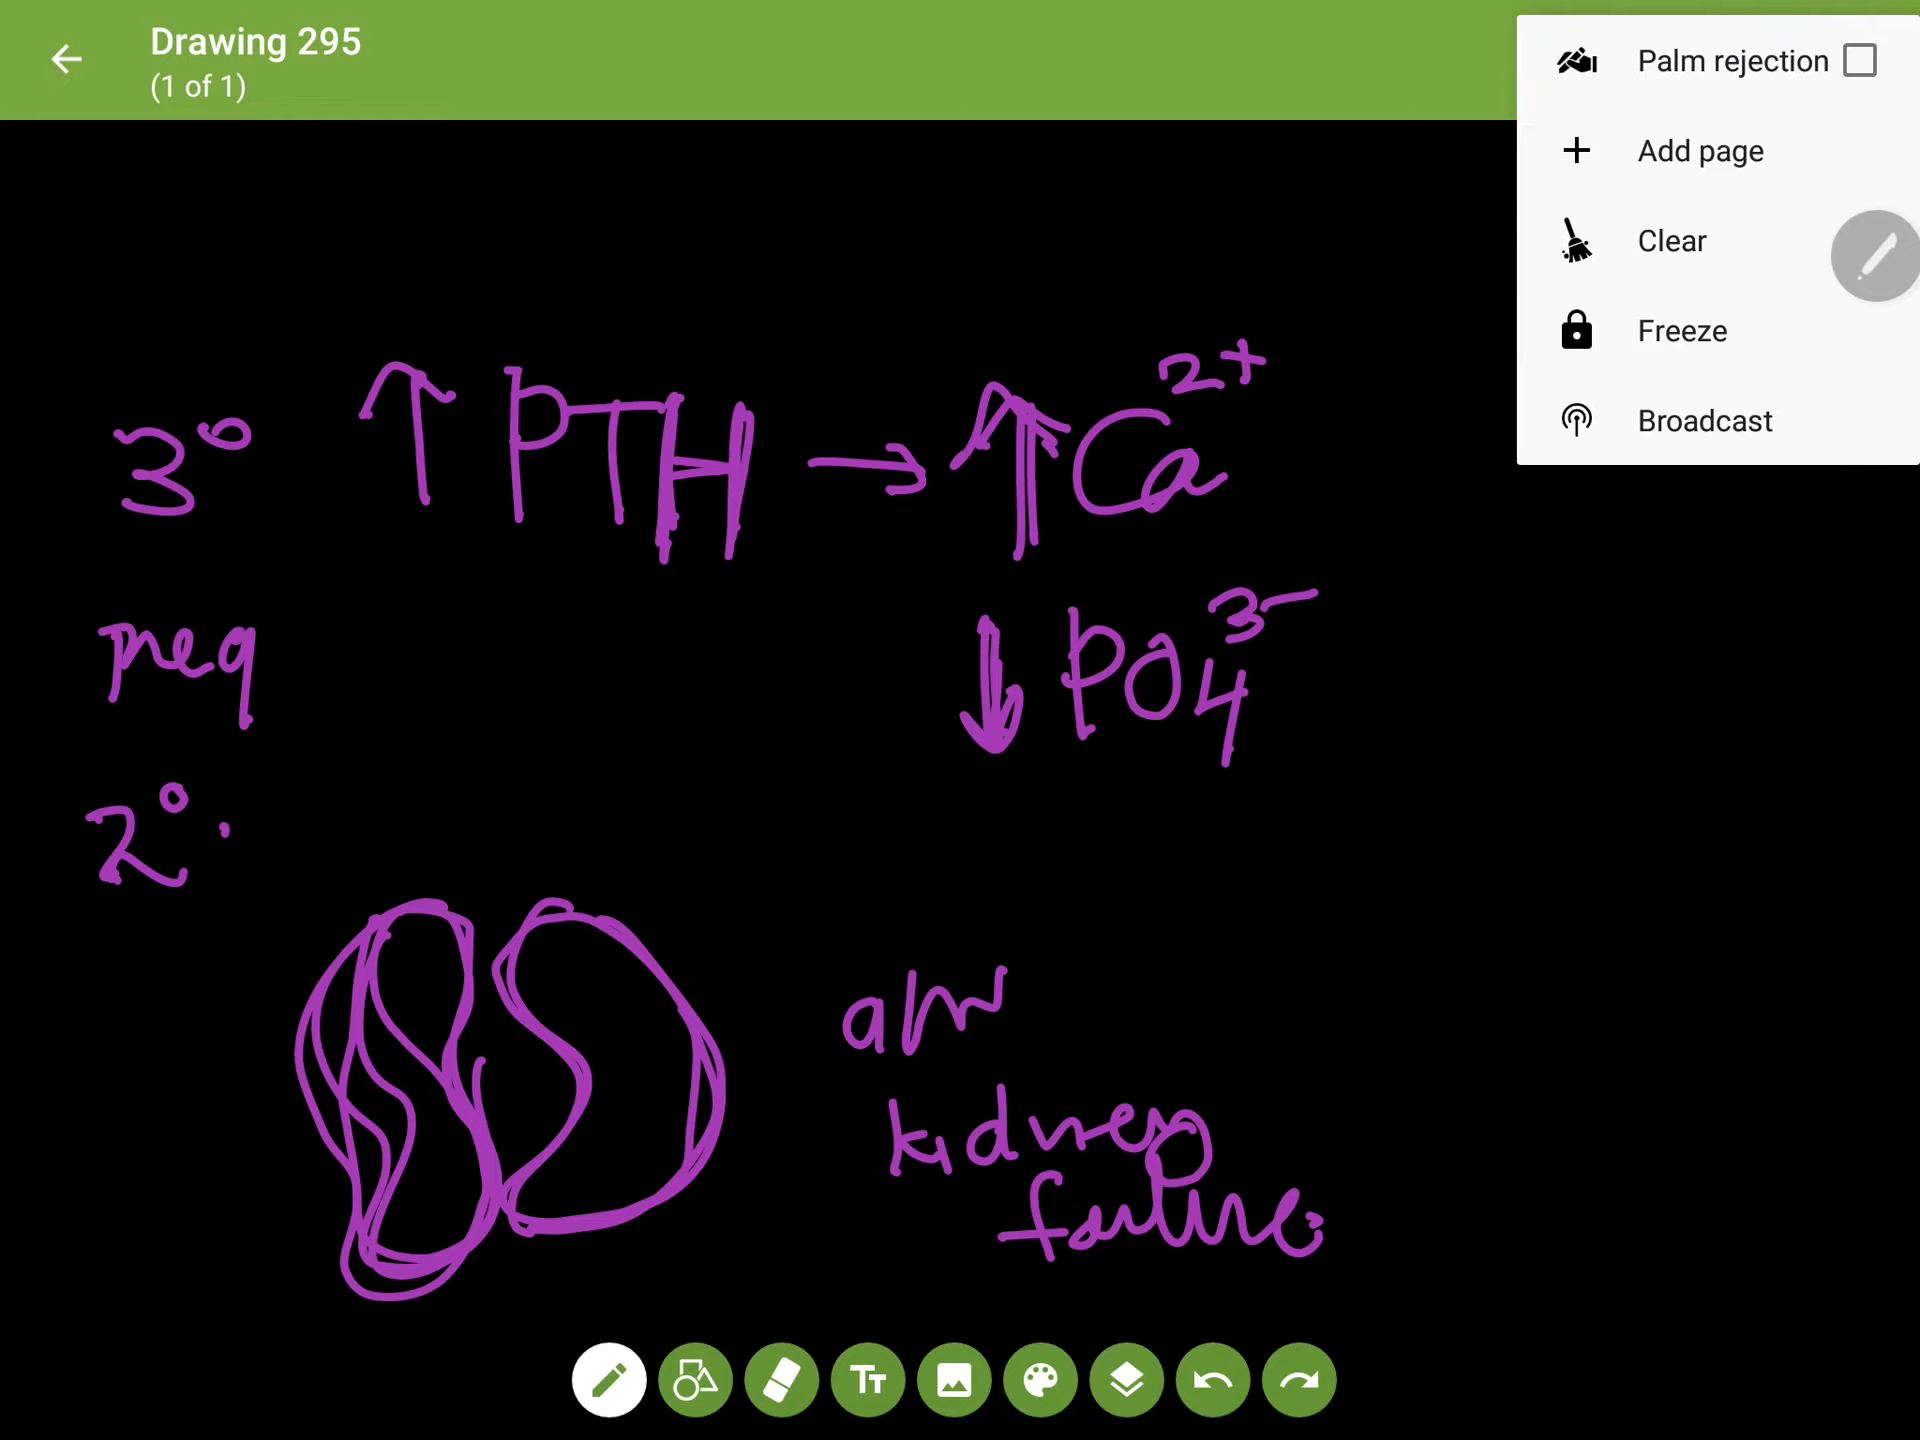 Drawing 295
(1 of 1)
Palm rejection
Add page
Clear
Freeze
Broadcast
3° ↑ PTH → ↑ Ca²⁺
↓ PO₄³⁻
2°
kidney
failure
Tт